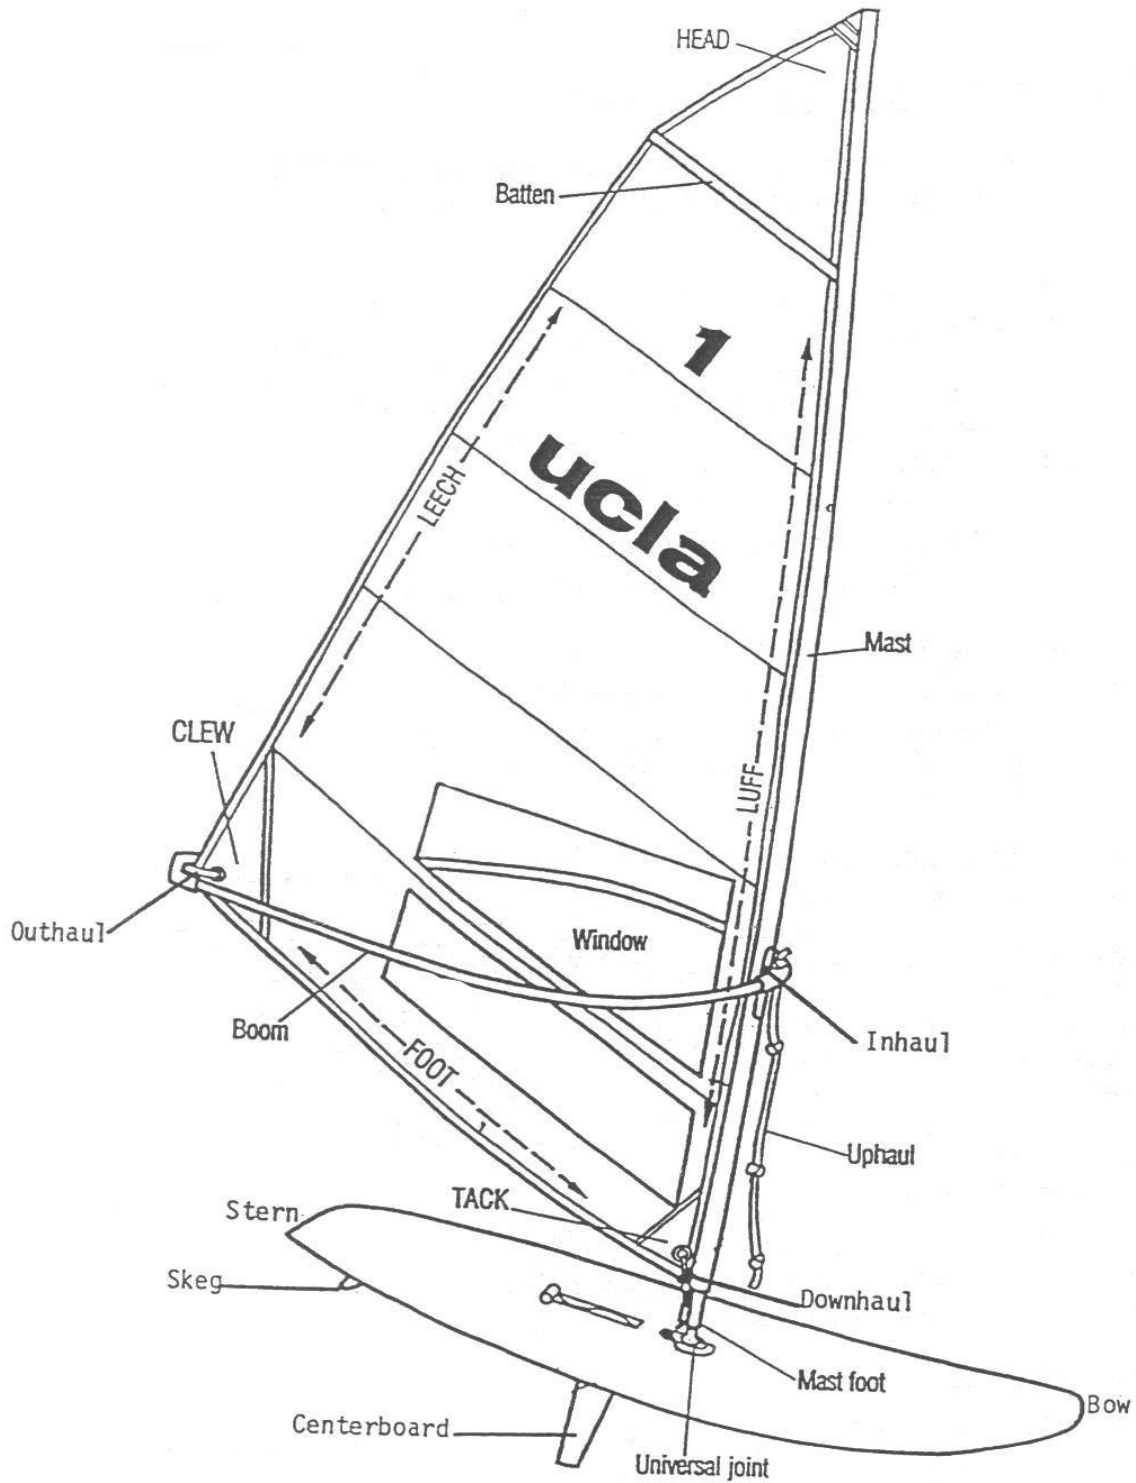 HEAD
Batten
1
ucla
LEECH
Mast
CLEW
LUFF
Outhaul
Window
Boom
Inhaul
FOOT
Uphaul
TACK
Stern
Skeg
Downhaul
Mast foot
Bow
Centerboard
Universal joint